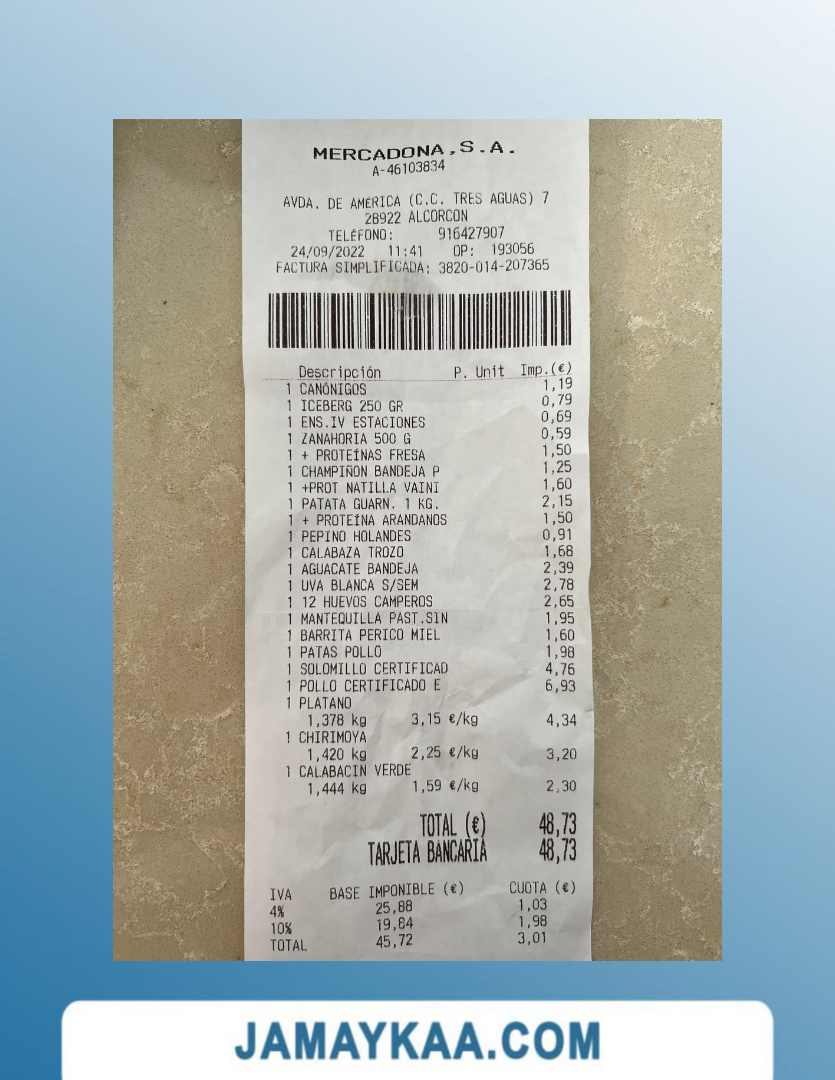 MERCADONA,S.A.
A-46103834
AVDA. DE AMÉRICA (C.C. TRES AGUAS) 7
28922 ALCORCON
TELÉFONO: 916427907
24/09/2022 11:41 OP: 193056
FACTURA SIMPLIFICADA: 3820-014-207365
Descripción P. Unit Imp.(€)
1 CANÓNIGOS 1,19
1 ICEBERG 250 GR 0,79
1 ENS.IV ESTACIONES 0,69
1 ZANAHORIA 500 G 0,59
1 + PROTEÍNAS FRESA 1,50
1 CHAMPIÑON BANDEJA P 1,25
1 +PROT NATILLA VAINI 1,60
1 PATATA GUARN. 1 KG. 2,15
1 + PROTEÍNA ARANDANOS 1,50
1 PEPINO HOLANDES 0,91
1 CALABAZA TROZO 1,68
1 AGUACATE BANDEJA 2,39
1 UVA BLANCA S/SEM 2,78
1 12 HUEVOS CAMPEROS 2,65
1 MANTEQUILLA PAST.SIN 1,95
1 BARRITA PERICO MIEL 1,60
1 PATAS POLLO 1,98
1 SOLOMILLO CERTIFICAD 4,76
1 POLLO CERTIFICADO E 6,93
1 PLATANO
1,378 kg 3,15 €/kg 4,34
1 CHIRIMOYA
1,420 kg 2,25 €/kg 3,20
1 CALABACIN VERDE
1,444 kg 1,59 €/kg 2,30
TOTAL (€) 48,73
TARJETA BANCARIA 48,73
IVA BASE IMPONIBLE (€) CUOTA (€)
4% 25,88 1,03
10% 19,84 1,98
TOTAL 45,72 3,01
JAMAYKAA.COM